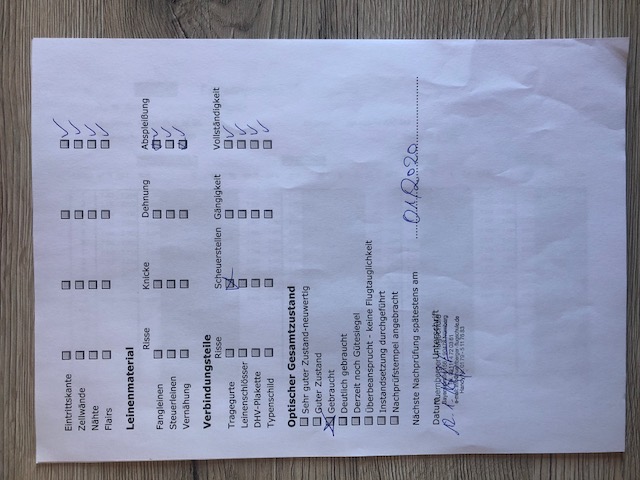 Eintrittskante
Zellwände
Nähte
Flairs
Leinenmaterial
Risse Knicke Dehnung Abspleißung
Fangleinen
Steuerleinen
Vernähung
Verbindungsteile
Risse Scheuerstellen Gängigkeit Vollständigkeit
Tragegurte
Leinenschlösser
DHV-Plakette
Typenschild
Optischer Gesamtzustand
Sehr guter Zustand-neuwertig
Guter Zustand
Gebraucht
Deutlich gebraucht
Derzeit noch Gütesiegel
Überbeansprucht - keine Flugtauglichkeit
Instandsetzung durchgeführt
Nachprüfstempel angebracht
Nächste Nachprüfung spätestens am 01/2020
Datum Unterschrift